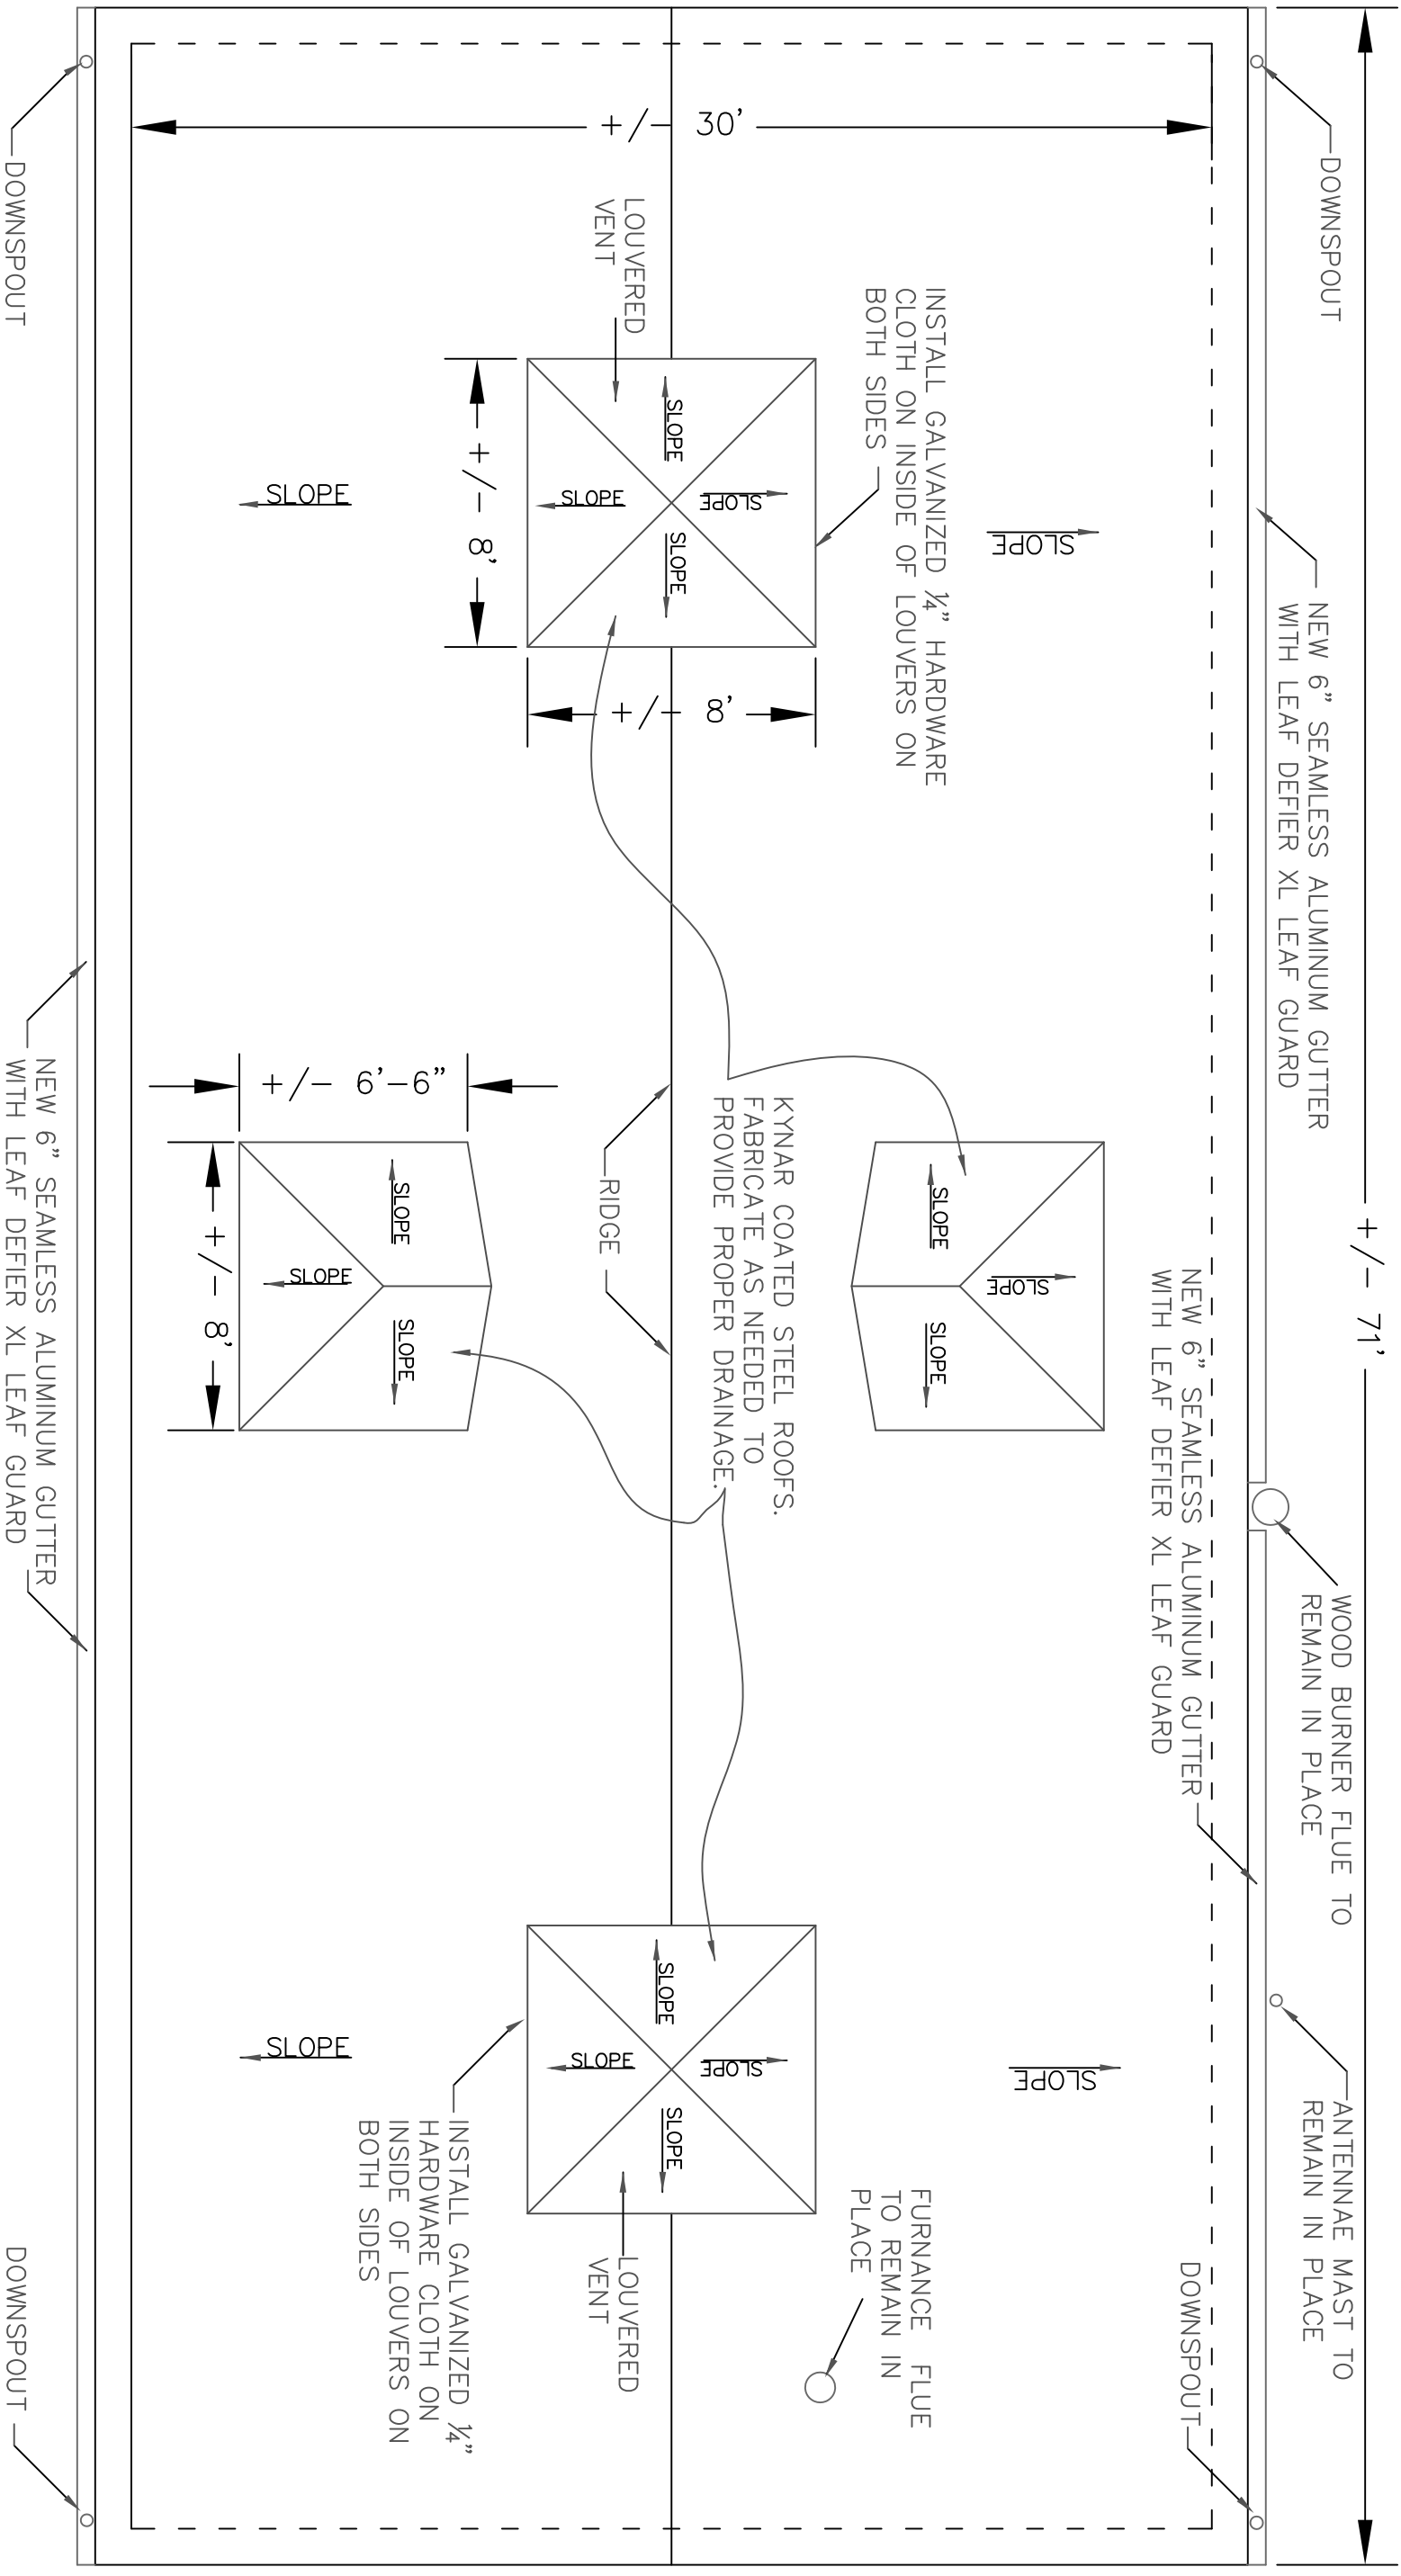 +/- 71'
DOWNSPOUT
NEW 6” SEAMLESS ALUMINUM GUTTER
WITH LEAF DEFIER XL LEAF GUARD
WOOD BURNER FLUE TO
REMAIN IN PLACE
ANTENNAE MAST TO
REMAIN IN PLACE
NEW 6” SEAMLESS ALUMINUM GUTTER
WITH LEAF DEFIER XL LEAF GUARD
DOWNSPOUT
+/- 30'
INSTALL GALVANIZED ¼” HARDWARE
CLOTH ON INSIDE OF LOUVERS ON
BOTH SIDES
SLOPE
SLOPE
SLOPE
SLOPE
SLOPE
FURNANCE FLUE
TO REMAIN IN
PLACE
LOUVERED
VENT
SLOPE
SLOPE
SLOPE
SLOPE
+/- 8'
+/- 8'
KYNAR COATED STEEL ROOFS.
FABRICATE AS NEEDED TO
PROVIDE PROPER DRAINAGE.
RIDGE
SLOPE
SLOPE
SLOPE
SLOPE
LOUVERED
VENT
+/- 6'-6”
SLOPE
SLOPE
SLOPE
+/- 8'
SLOPE
SLOPE
INSTALL GALVANIZED ¼”
HARDWARE CLOTH ON
INSIDE OF LOUVERS ON
BOTH SIDES
DOWNSPOUT
NEW 6” SEAMLESS ALUMINUM GUTTER
WITH LEAF DEFIER XL LEAF GUARD
DOWNSPOUT